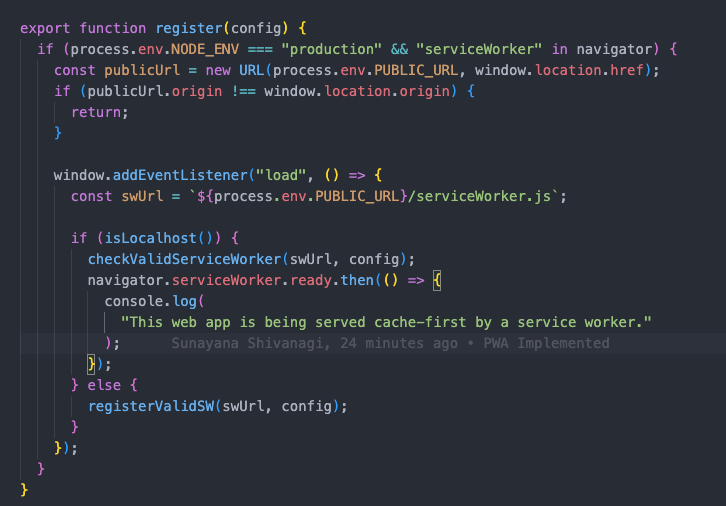 export function register(config) {
if (process.env.NODE_ENV === "production" && "serviceWorker" in navigator) {
const publicUrl = new URL(process.env.PUBLIC_URL, window.location.href);
if (publicUrl.origin !== window.location.origin) {
return;
}
window.addEventListener("load", () => {
const swUrl = `${process.env.PUBLIC_URL}/serviceWorker.js`;
if (isLocalhost()) {
checkValidServiceWorker(swUrl, config);
navigator.serviceWorker.ready.then(() => {
console.log(
"This web app is being served cache-first by a service worker."
); Sunayana Shivanagi, 24 minutes ago • PWA Implemented
});
} else {
registerValidSW(swUrl, config);
}
});
}
}